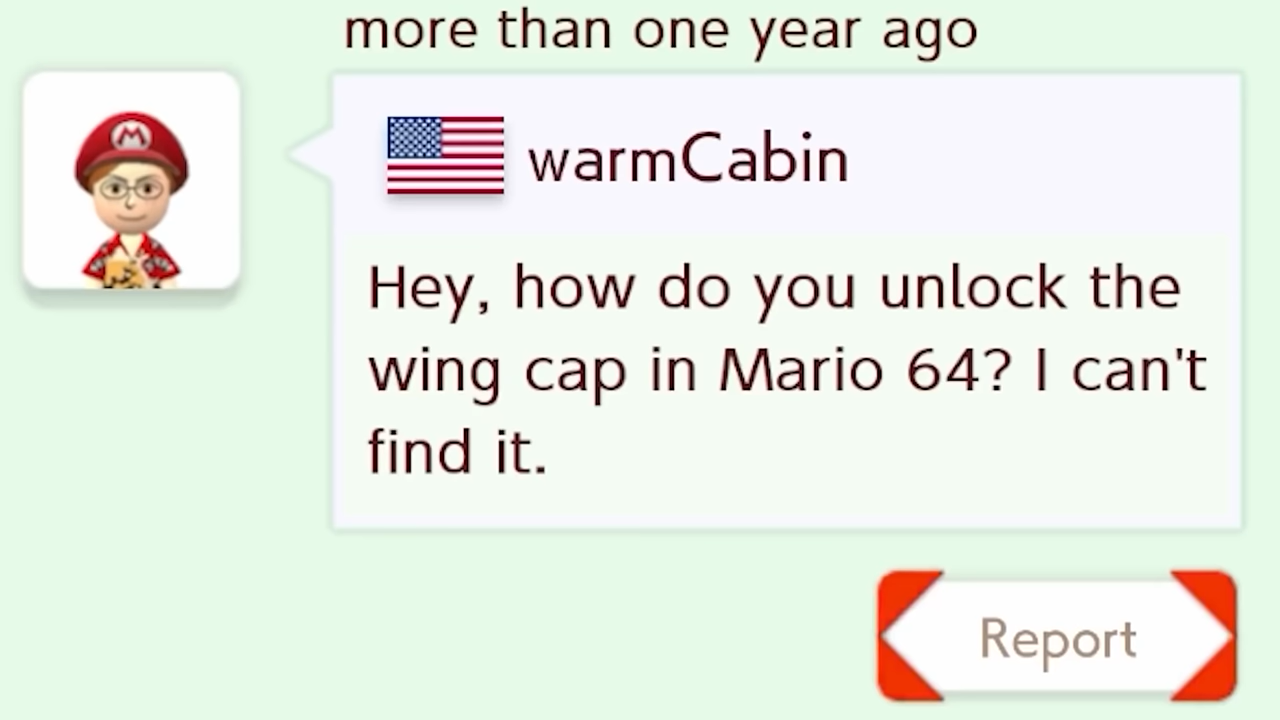 more than one year ago
M
warmCabin
Hey, how do you unlock the
wing cap in Mario 64? I can't
find it.
Report